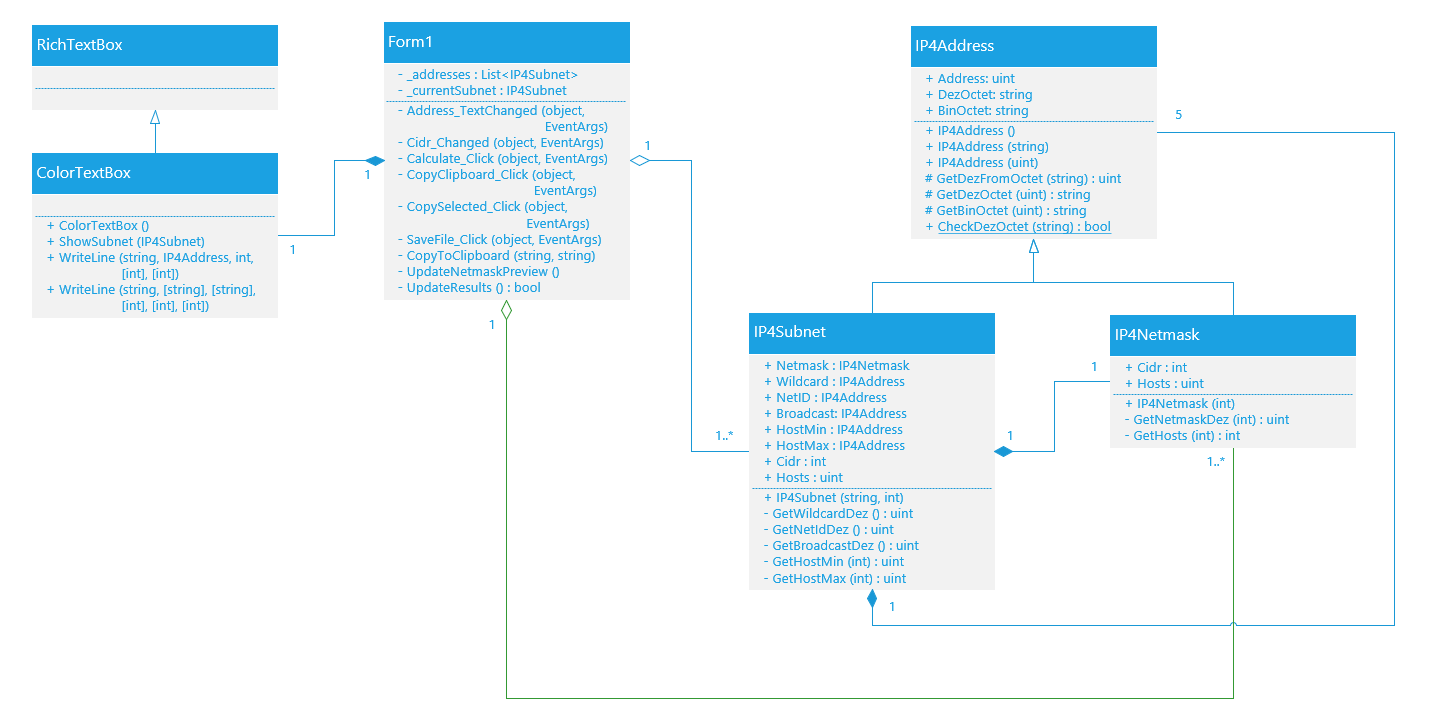 RichTextBox
ColorTextBox
+ ColorTextBox ()
+ ShowSubnet (IP4Subnet)
+ WriteLine (string, IP4Address, int,
[int], [int])
+ WriteLine (string, [string], [string],
[int], [int], [int])
1
1
Form1
- _addresses : List<IP4Subnet>
- _currentSubnet : IP4Subnet
- Address_TextChanged (object,
EventArgs)
- Cidr_Changed (object, EventArgs)
- Calculate_Click (object, EventArgs)
- CopyClipboard_Click (object,
EventArgs)
- CopySelected_Click (object,
EventArgs)
- SaveFile_Click (object, EventArgs)
- CopyToClipboard (string, string)
- UpdateNetmaskPreview ()
- UpdateResults () : bool
1
1
1..*
IP4Address
+ Address: uint
+ DezOctet: string
+ BinOctet: string
+ IP4Address ()
+ IP4Address (string)
+ IP4Address (uint)
# GetDezFromOctet (string) : uint
# GetDezOctet (uint) : string
# GetBinOctet (uint) : string
+ CheckDezOctet (string) : bool
5
IP4Subnet
+ Netmask : IP4Netmask
+ Wildcard : IP4Address
+ NetID : IP4Address
+ Broadcast: IP4Address
+ HostMin : IP4Address
+ HostMax : IP4Address
+ Cidr : int
+ Hosts : uint
+ IP4Subnet (string, int)
- GetWildcardDez () : uint
- GetNetIdDez () : uint
- GetBroadcastDez () : uint
- GetHostMin (int) : uint
- GetHostMax (int) : uint
1
1
1
IP4Netmask
+ Cidr : int
+ Hosts : uint
+ IP4Netmask (int)
- GetNetmaskDez (int) : uint
- GetHosts (int) : int
1..*